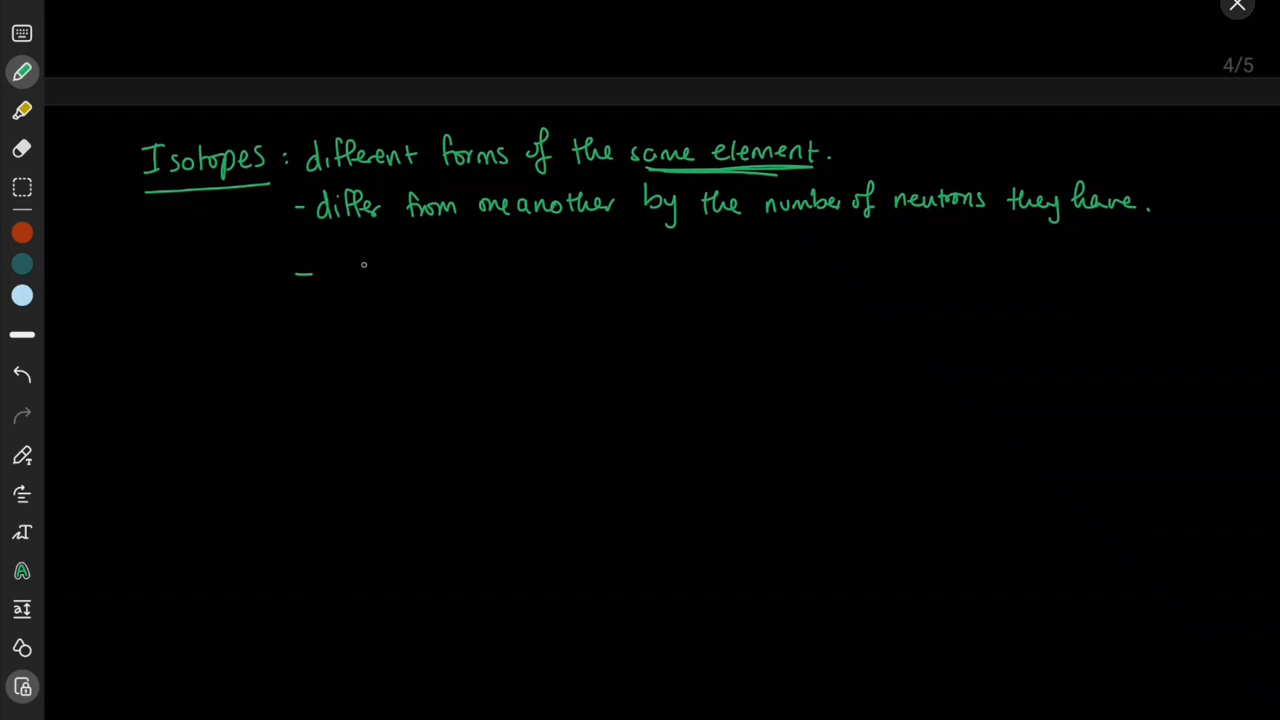 4/5
Isotopes : different forms of the same element.
- differ from one another by the number of neutrons they have.
-